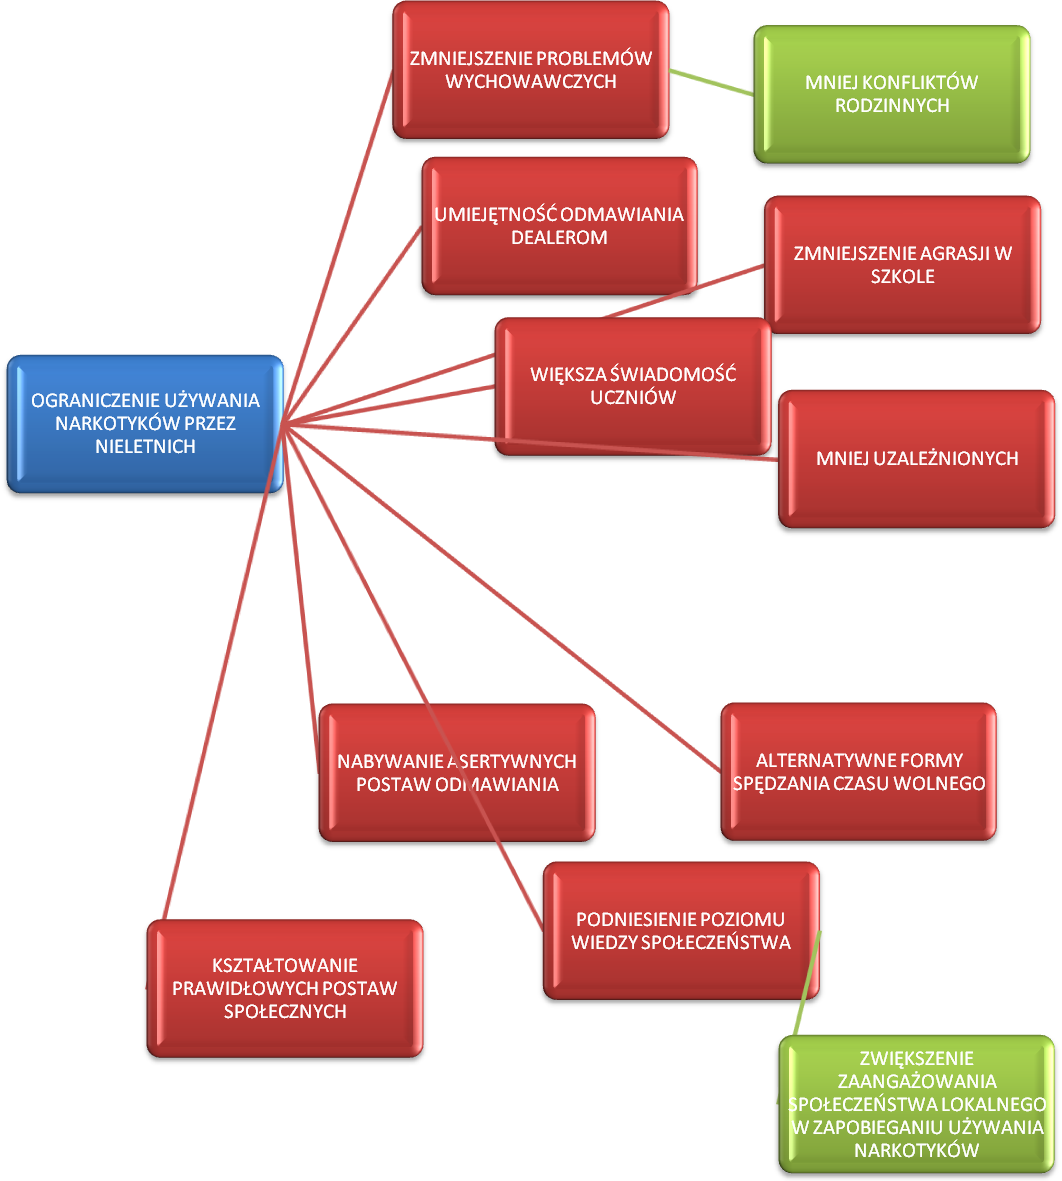 ZMNIEJSZENIE PROBLEMÓW
WYCHOWAWCZYCH
MNIEJ KONFLIKTÓW
RODZINNYCH
UMIEJĘTNOŚĆ ODMAWIANIA
DEALEROM
ZMNIEJSZENIE AGRASJI W
SZKOLE
WIĘKSZA ŚWIADOMOŚĆ
UCZNIÓW
OGRANICZENIE UŻYWANIA
NARKOTYKÓW PRZEZ
NIELETNICH
MNIEJ UZALEŻNIONYCH
NABYWANIE ASERTYWNYCH
POSTAW ODMAWIANIA
ALTERNATYWNE FORMY
SPĘDZANIA CZASU WOLNEGO
PODNIESIENIE POZIOMU
WIEDZY SPOŁECZEŃSTWA
KSZTAŁTOWANIE
PRAWIDŁOWYCH POSTAW
SPOŁECZNYCH
ZWIĘKSZENIE
ZAANGAŻOWANIA
SPOŁECZEŃSTWA LOKALNEGO
W ZAPOBIEGANIU UŻYWANIA
NARKOTYKÓW